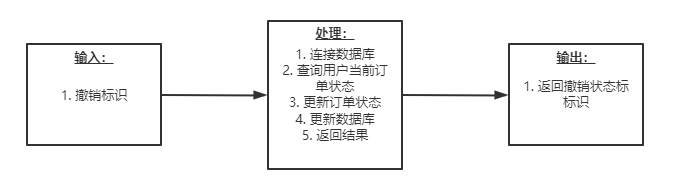 输入：
1. 撤销标识
处理：
1. 连接数据库
2. 查询用户当前订
单状态
3. 更新订单状态
4. 更新数据库
5. 返回结果
输出：
1. 返回撤销状态标
标识